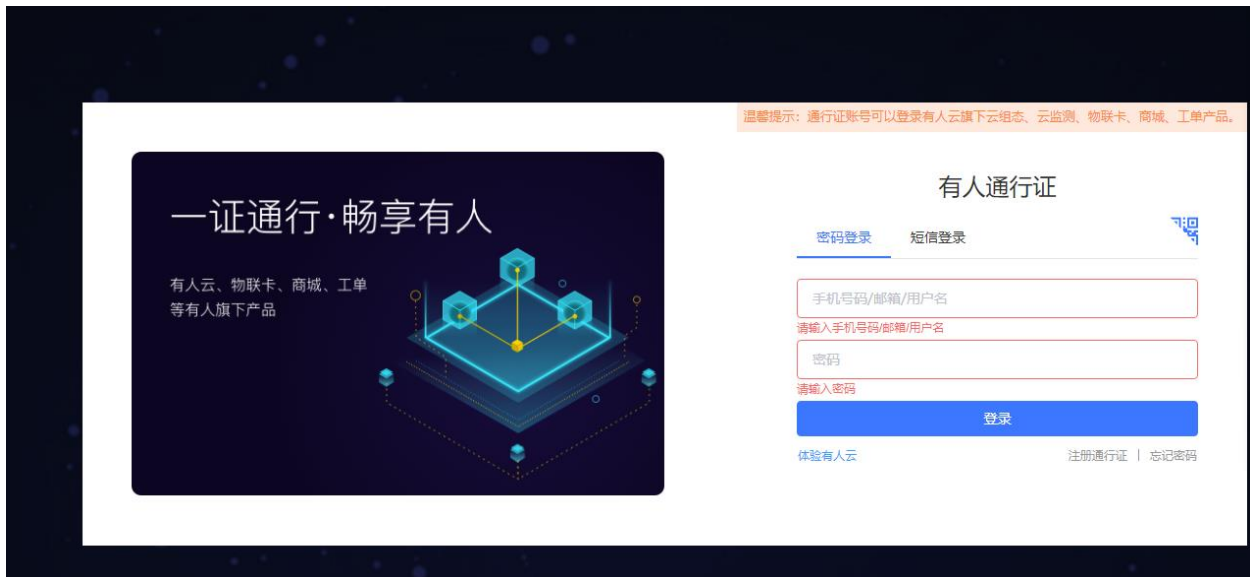 温馨提示：通行证账号可以登录有人云旗下云组态、云监测、物联卡、商城、工单产品。
一证通行·畅享有人
有人云、物联卡、商城、工单
等有人旗下产品
有人通行证
密码登录 短信登录
手机号码/邮箱/用户名
请输入手机号码/邮箱/用户名
密码
请输入密码
登录
体验有人云 注册通行证 | 忘记密码